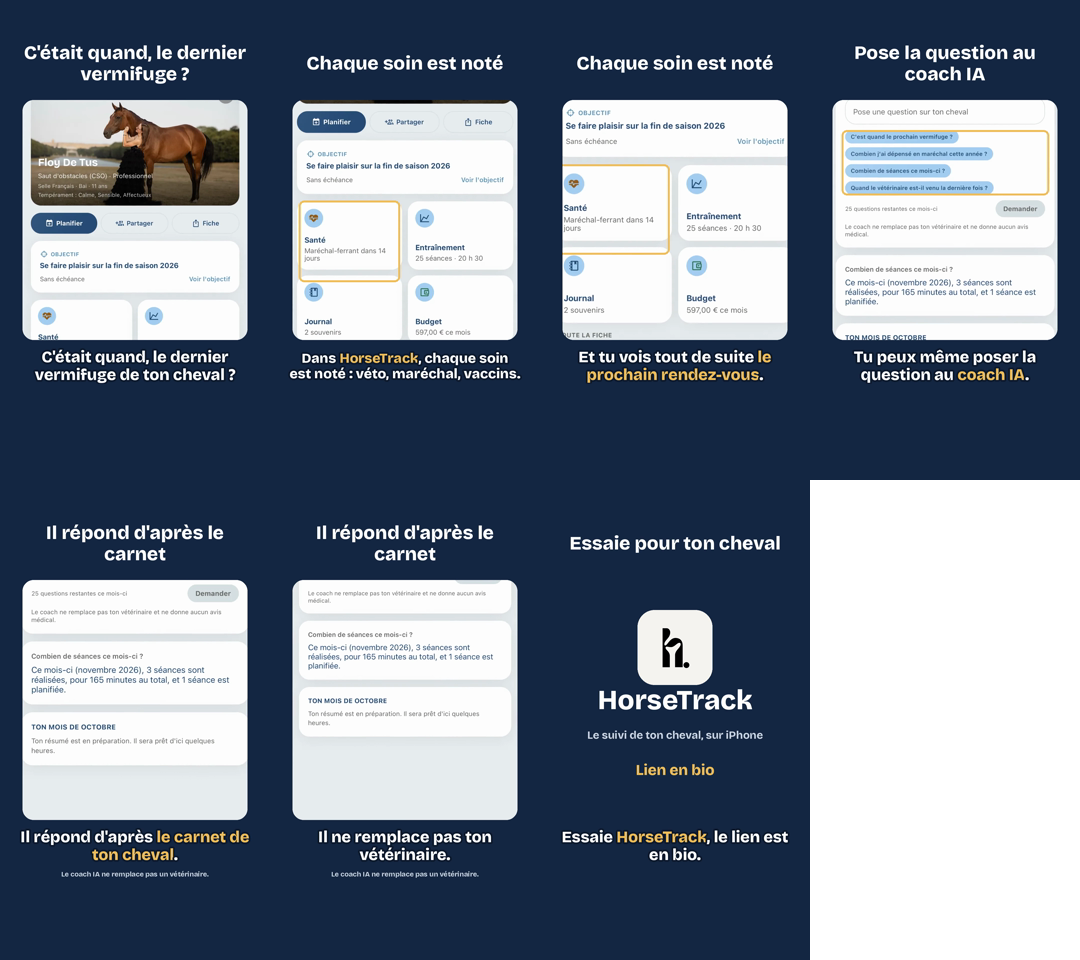 C'était quand, le dernier
vermifuge ?
Floy De Tus
Saut d'obstacles (CSO) · Professionnel
Selle Français · Bai · 11 ans
Tempérament : Calme, Sensible, Affectueux
Planifier
Partager
Fiche
OBJECTIF
Se faire plaisir sur la fin de saison 2026
Sans échéance
Voir l'objectif
Santé
C'était quand, le dernier
vermifuge de ton cheval ?
Chaque soin est noté
Planifier
Partager
Fiche
OBJECTIF
Se faire plaisir sur la fin de saison 2026
Sans échéance
Voir l'objectif
Santé
Maréchal-ferrant dans 14
jours
Entraînement
25 séances · 20 h 30
Journal
2 souvenirs
Budget
597,00 € ce mois
Dans HorseTrack, chaque soin
est noté : véto, maréchal, vaccins.
Chaque soin est noté
OBJECTIF
Se faire plaisir sur la fin de saison 2026
Sans échéance
Voir l'objectif
Santé
Maréchal-ferrant dans 14
jours
Entraînement
25 séances · 20 h 30
Journal
2 souvenirs
Budget
597,00 € ce mois
OUTE LA FICHE
Et tu vois tout de suite le
prochain rendez-vous.
Pose la question au
coach IA
Pose une question sur ton cheval
C'est quand le prochain vermifuge ?
Combien j'ai dépensé en maréchal cette année ?
Combien de séances ce mois-ci ?
Quand le vétérinaire est-il venu la dernière fois ?
25 questions restantes ce mois-ci
Demander
Le coach ne remplace pas ton vétérinaire et ne donne aucun avis
médical.
Combien de séances ce mois-ci ?
Ce mois-ci (novembre 2026), 3 séances sont
réalisées, pour 165 minutes au total, et 1 séance est
planifiée.
TON MOIS DE OCTOBRE
Tu peux même poser la
question au coach IA.
Il répond d'après le
carnet
25 questions restantes ce mois-ci
Demander
Le coach ne remplace pas ton vétérinaire et ne donne aucun avis
médical.
Combien de séances ce mois-ci ?
Ce mois-ci (novembre 2026), 3 séances sont
réalisées, pour 165 minutes au total, et 1 séance est
planifiée.
TON MOIS DE OCTOBRE
Ton résumé est en préparation. Il sera prêt d'ici quelques
heures.
Il répond d'après le carnet de
ton cheval.
Le coach IA ne remplace pas un vétérinaire.
Il répond d'après le
carnet
Le coach ne remplace pas ton vétérinaire et ne donne aucun avis
médical.
Combien de séances ce mois-ci ?
Ce mois-ci (novembre 2026), 3 séances sont
réalisées, pour 165 minutes au total, et 1 séance est
planifiée.
TON MOIS DE OCTOBRE
Ton résumé est en préparation. Il sera prêt d'ici quelques
heures.
Il ne remplace pas ton
vétérinaire.
Le coach IA ne remplace pas un vétérinaire.
Essaie pour ton cheval
h.
HorseTrack
Le suivi de ton cheval, sur iPhone
Lien en bio
Essaie HorseTrack, le lien est
en bio.